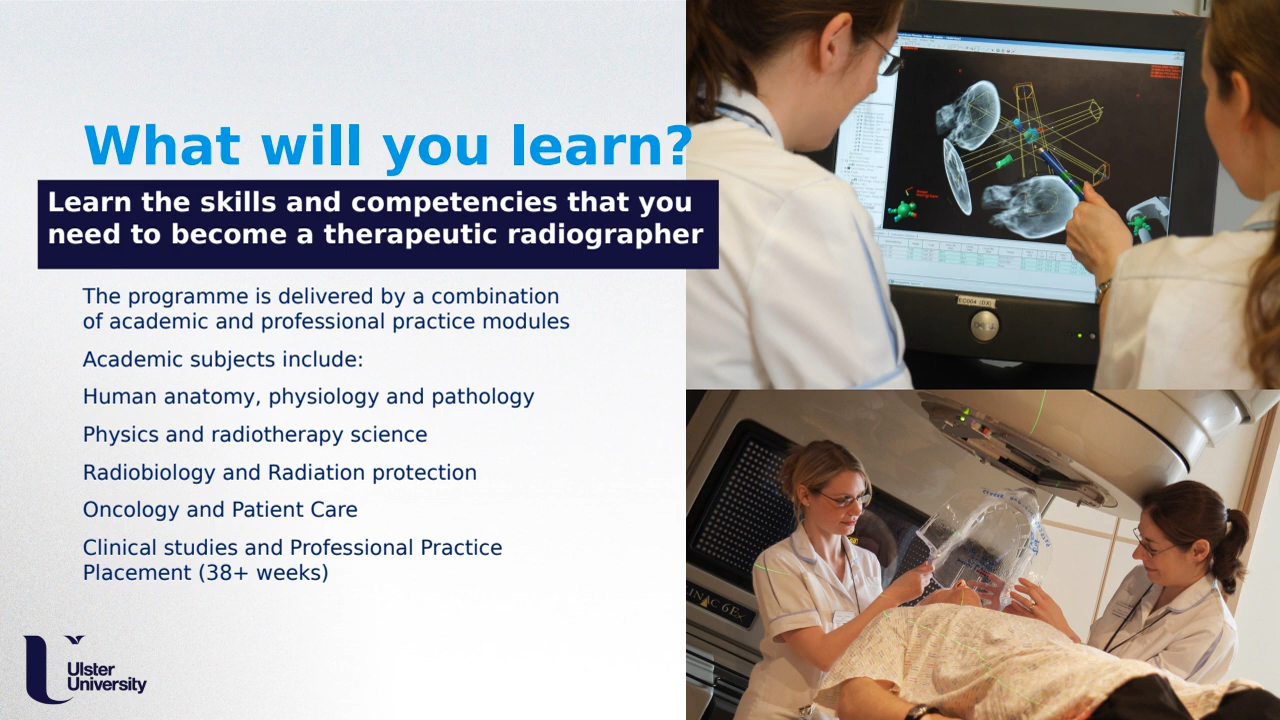 What will you learn?
Learn the skills and competencies that you
need to become a therapeutic radiographer
The programme is delivered by a combination
of academic and professional practice modules
Academic subjects include:
Human anatomy, physiology and pathology
Physics and radiotherapy science
Radiobiology and Radiation protection
Oncology and Patient Care
Clinical studies and Professional Practice
Placement (38+ weeks)
Ulster
University
DELL